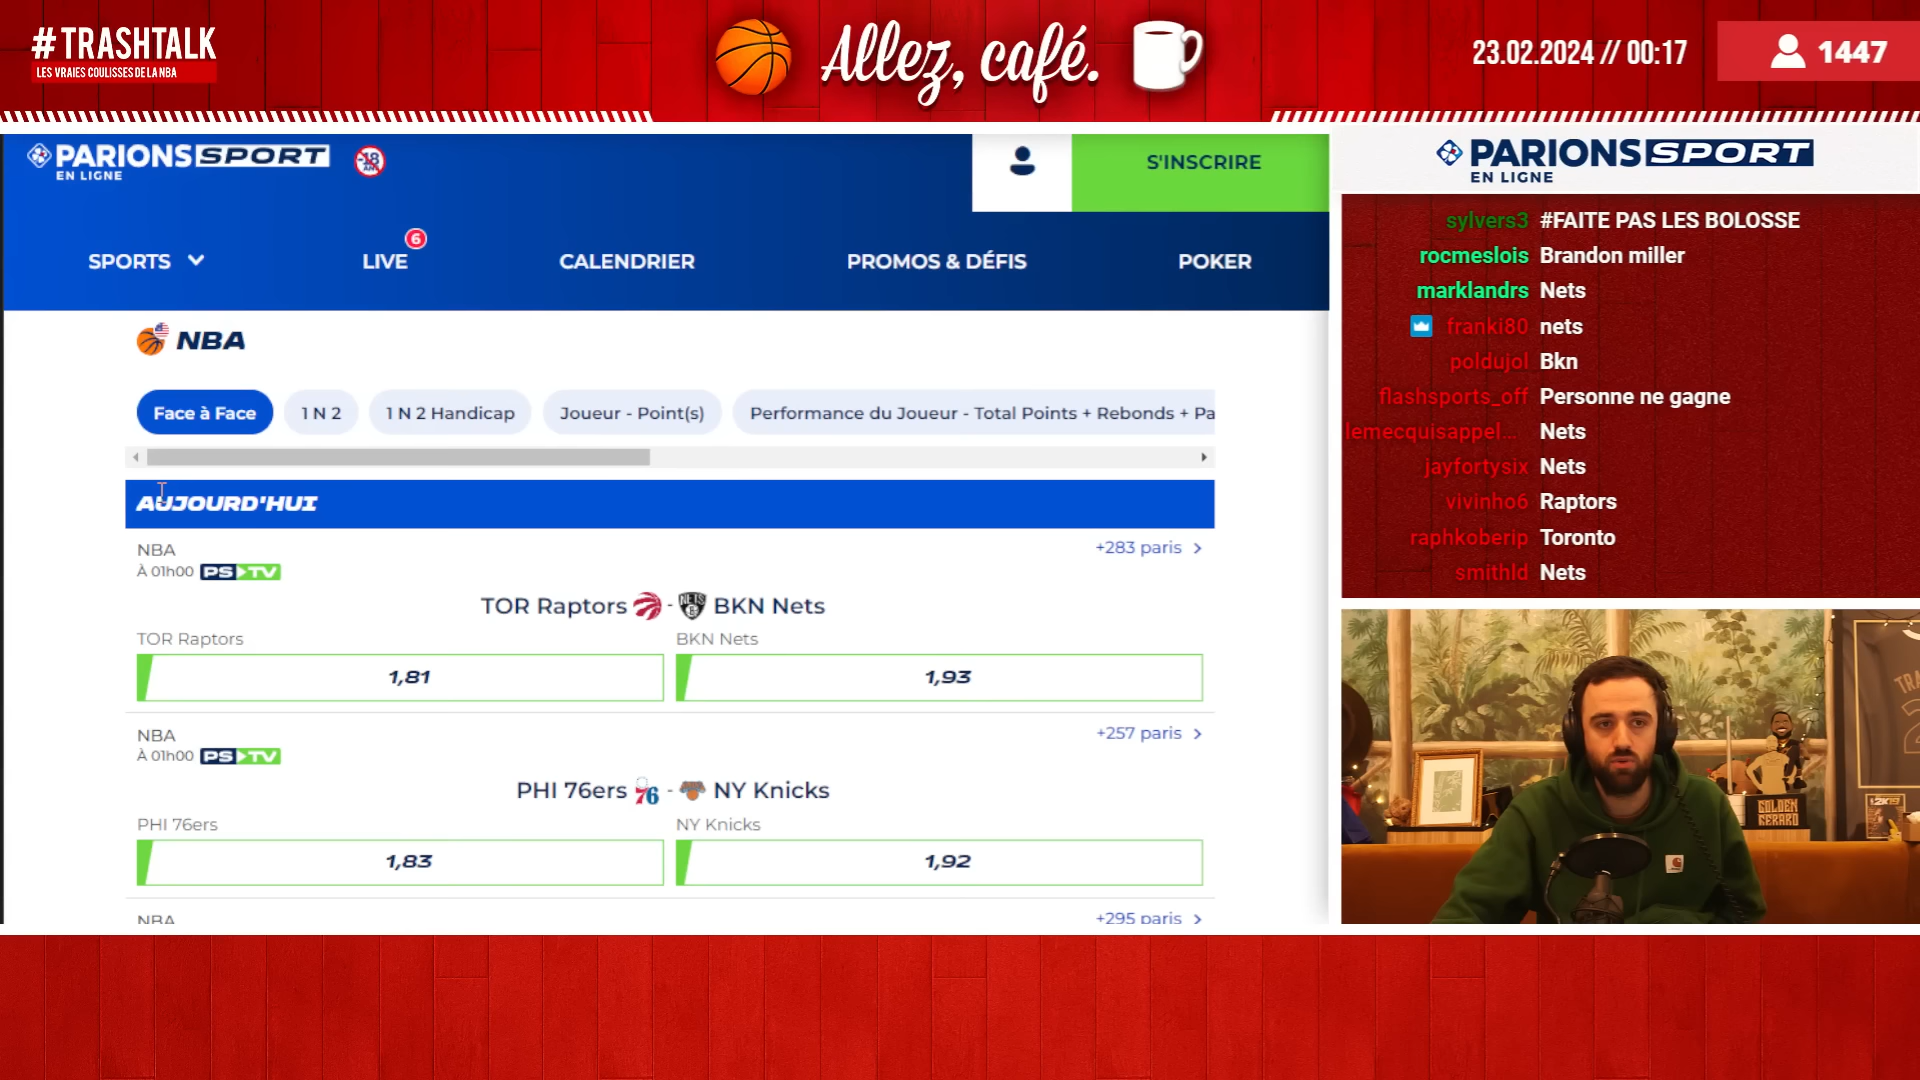 #TRASHTALK
LES VRAIES COULISSES DE LA NBA
Allez, café.
23.02.2024 // 00:17
1447
PARIONS SPORT
EN LIGNE
-18
S'INSCRIRE
SPORTS
LIVE
6
CALENDRIER
PROMOS & DÉFIS
POKER
NBA
Face à Face
1 N 2
1 N 2 Handicap
Joueur - Point(s)
Performance du Joueur - Total Points + Rebonds + Pa
AUJOURD'HUI
NBA
+283 paris
À 01h00 PS TV
TOR Raptors - BKN Nets
TOR Raptors
BKN Nets
1,81
1,93
NBA
+257 paris
À 01h00 PS TV
PHI 76ers - NY Knicks
PHI 76ers
NY Knicks
1,83
1,92
NBA
+295 paris
PARIONS SPORT
EN LIGNE
sylvers3 #FAITE PAS LES BOLOSSE
rocmeslois Brandon miller
marklandrs Nets
franki80 nets
poldujol Bkn
flashsports_off Personne ne gagne
lemecquisappel... Nets
jayfortysix Nets
vivinho6 Raptors
raphkoberip Toronto
smithld Nets
GOLDEN
GERARD
2K19